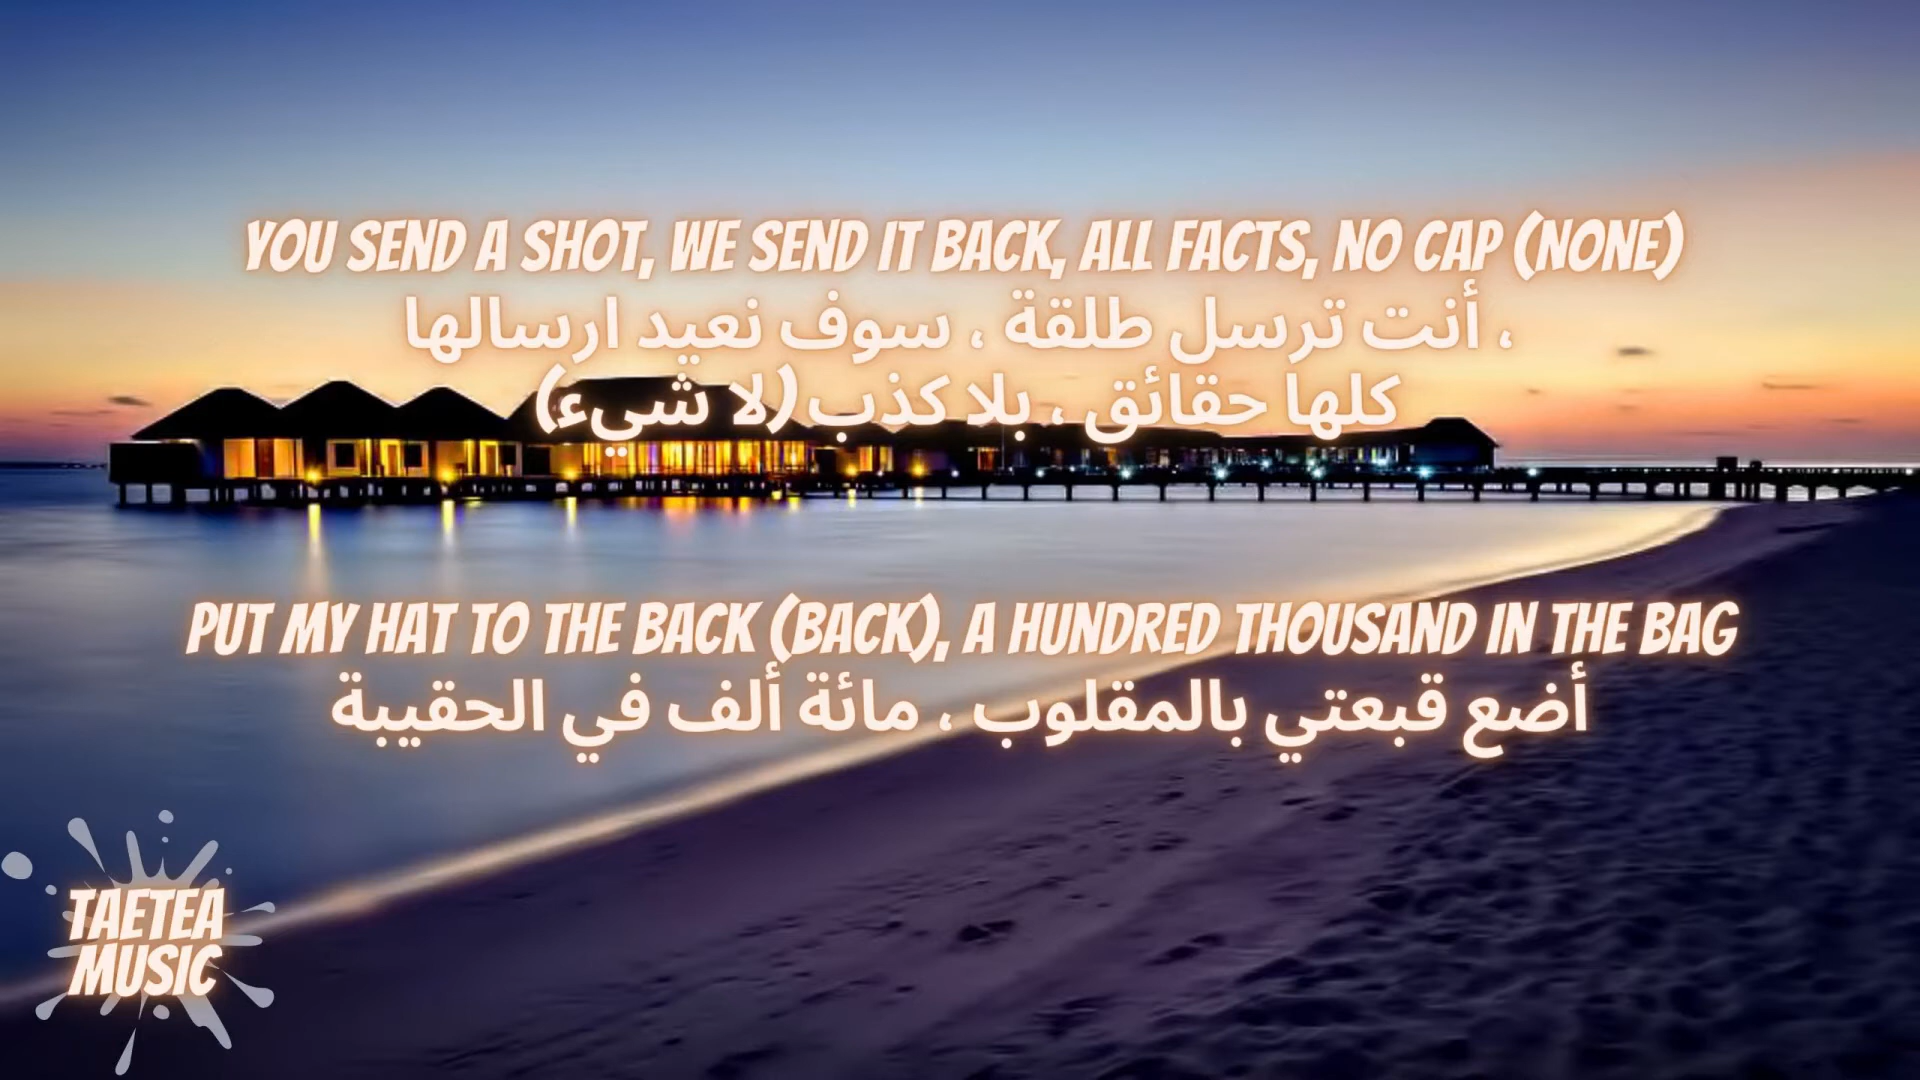 YOU SEND A SHOT, WE SEND IT BACK, ALL FACTS, NO CAP (NONE)
، أنت ترسل طلقة ، سوف نعيد ارسالها
كلها حقائق ، بلا كذب (لا شيء)
PUT MY HAT TO THE BACK (BACK), A HUNDRED THOUSAND IN THE BAG
أضع قبعتي بالمقلوب ، مائة ألف في الحقيبة
TAETEA
MUSIC